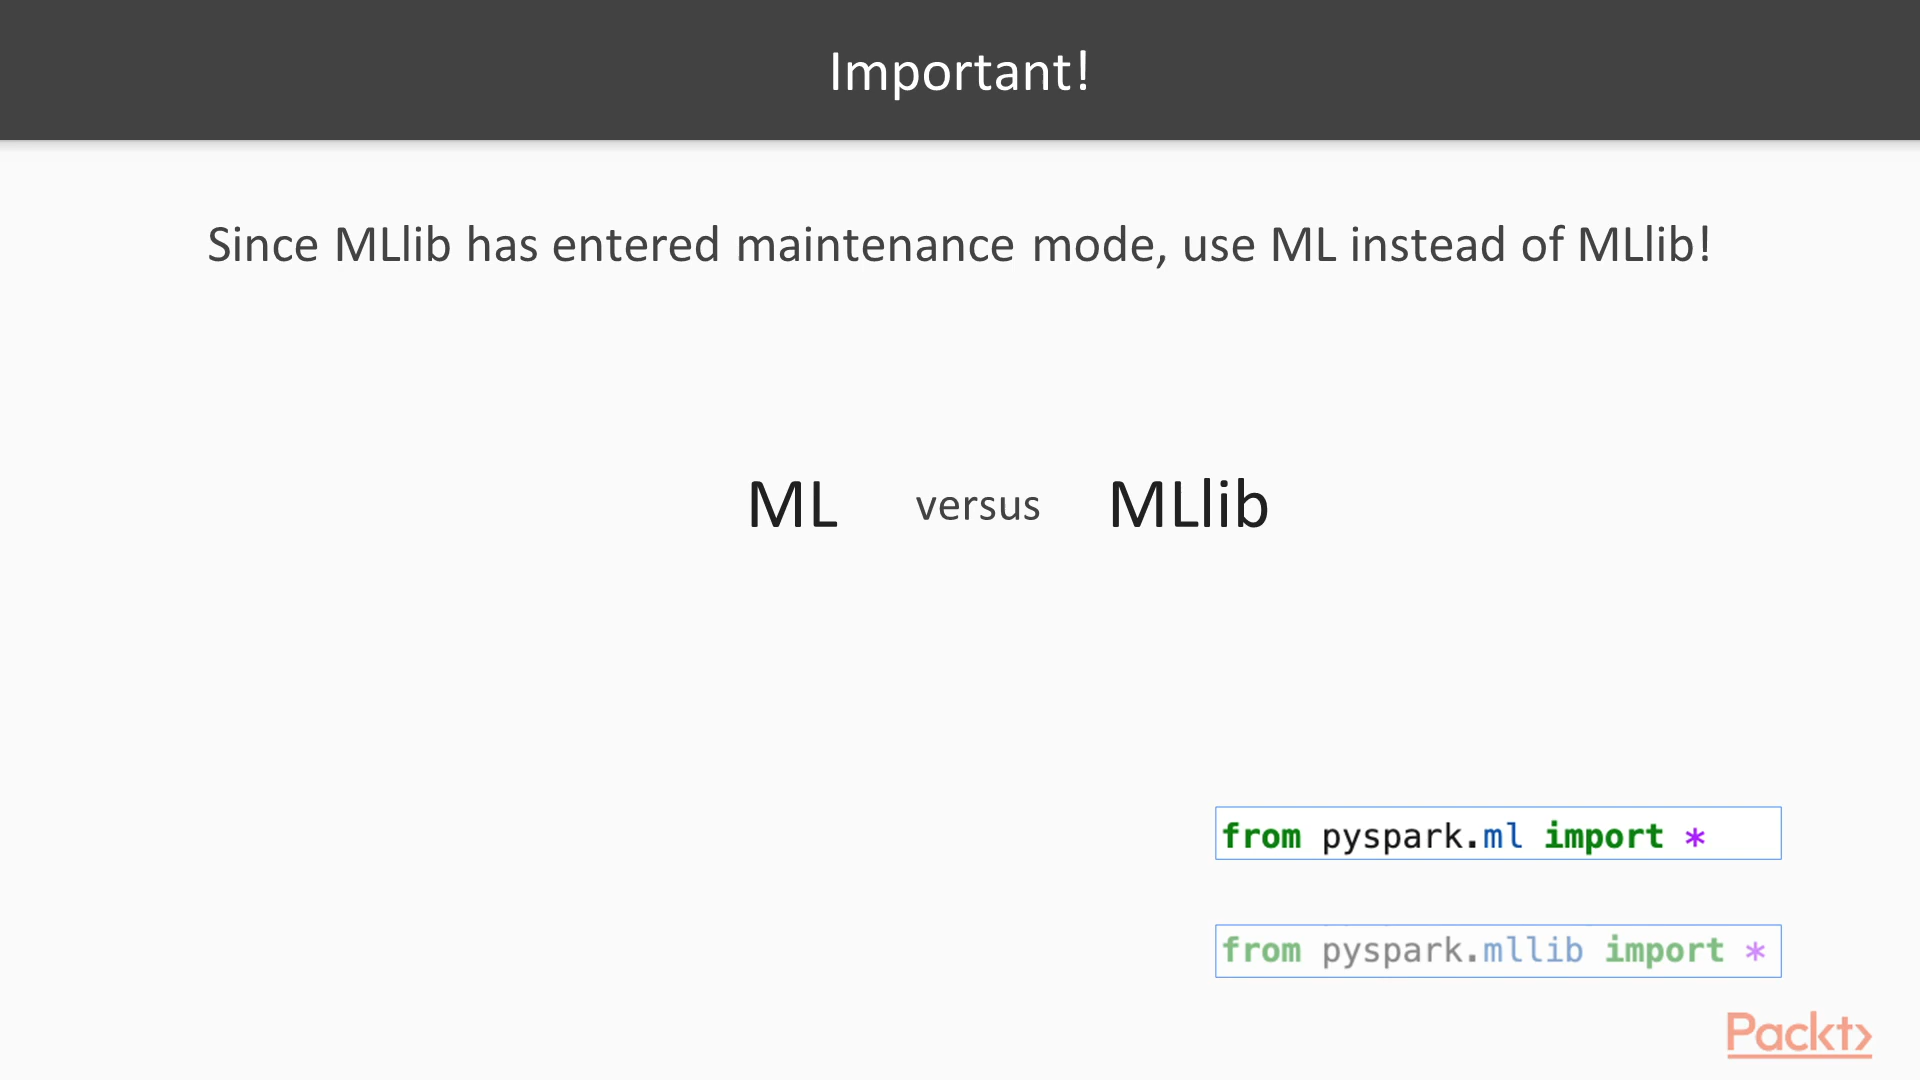 Important!
Since MLlib has entered maintenance mode, use ML instead of MLlib!
ML versus MLlib
from pyspark.ml import *
from pyspark.mllib import *
Packt>